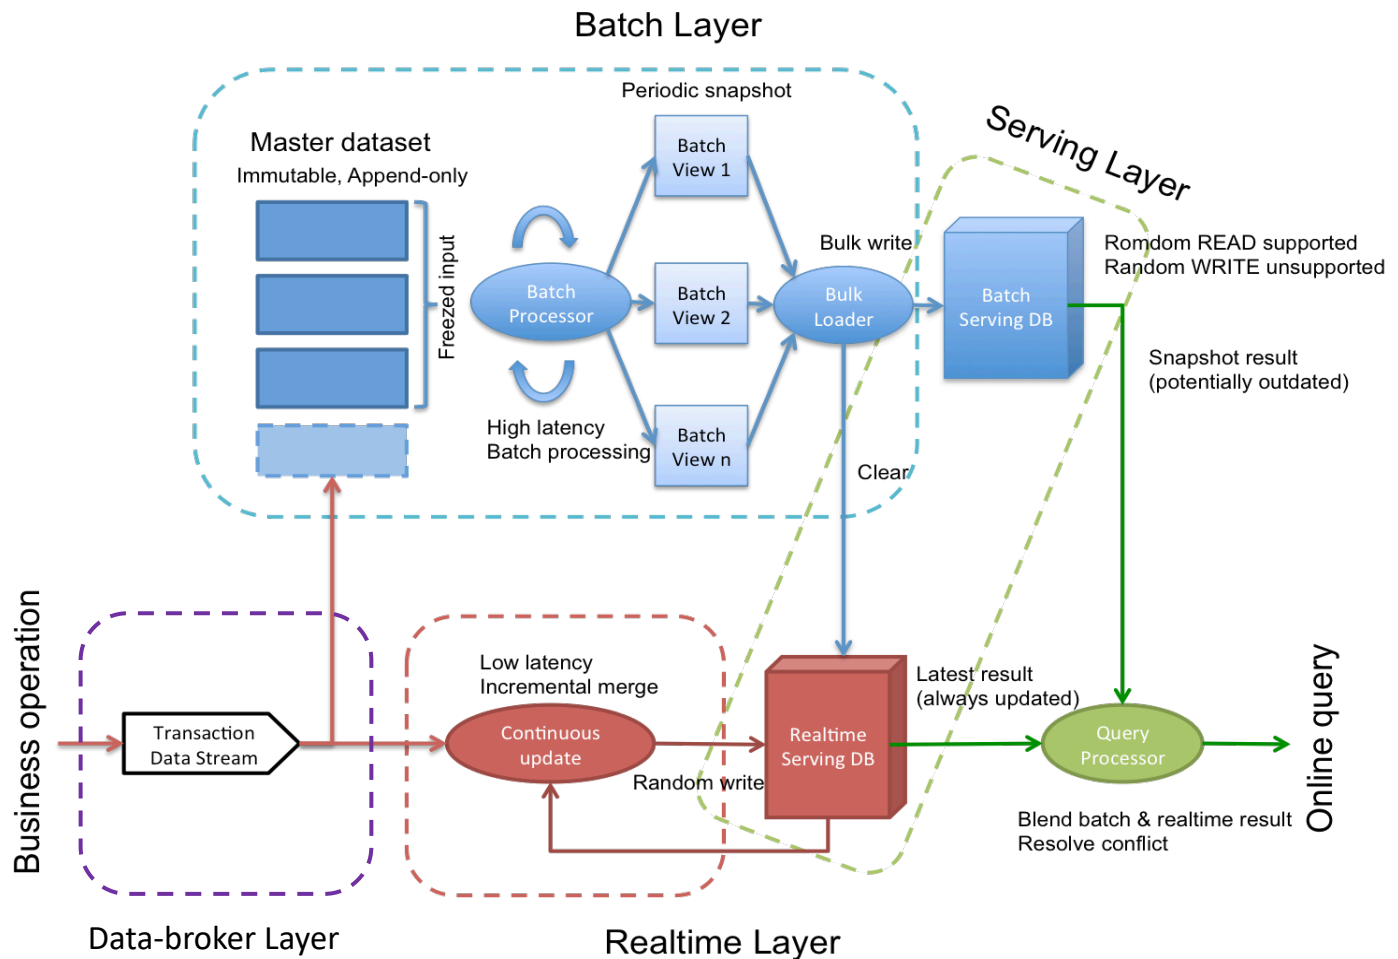 Batch Layer
Periodic snapshot
Master dataset
Immutable, Append-only
Freezed input
Batch
Processor
High latency
Batch processing
Batch
View 1
Batch
View 2
Batch
View n
Bulk write
Bulk
Loader
Clear
Serving Layer
Batch
Serving DB
Romdom READ supported
Random WRITE unsupported
Snapshot result
(potentially outdated)
Business operation
Transaction
Data Stream
Data-broker Layer
Low latency
Incremental merge
Continuous
update
Random write
Realtime Layer
Realtime
Serving DB
Latest result
(always updated)
Query
Processor
Blend batch & realtime result
Resolve conflict
Online query